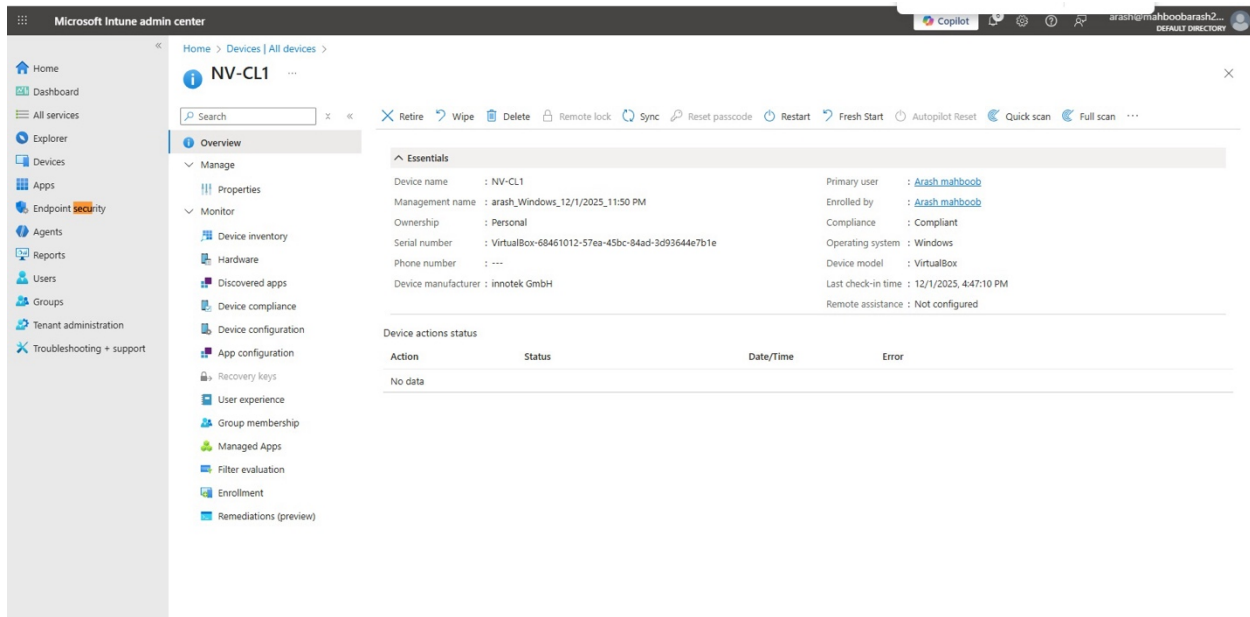 Microsoft Intune admin center
Copilot
arash@mahboobarash2...
DEFAULT DIRECTORY
Home > Devices | All devices >
NV-CL1 ...
Home
Dashboard
All services
Explorer
Devices
Apps
Endpoint security
Agents
Reports
Users
Groups
Tenant administration
Troubleshooting + support
Search
Overview
Manage
Properties
Monitor
Device inventory
Hardware
Discovered apps
Device compliance
Device configuration
App configuration
Recovery keys
User experience
Group membership
Managed Apps
Filter evaluation
Enrollment
Remediations (preview)
Retire Wipe Delete Remote lock Sync Reset passcode Restart Fresh Start Autopilot Reset Quick scan Full scan ...
Essentials
Device name : NV-CL1
Management name : arash_Windows_12/1/2025_11:50 PM
Ownership : Personal
Serial number : VirtualBox-68461012-57ea-45bc-84ad-3d93644e7b1e
Phone number : ---
Device manufacturer : innotek GmbH
Primary user : Arash mahboob
Enrolled by : Arash mahboob
Compliance : Compliant
Operating system : Windows
Device model : VirtualBox
Last check-in time : 12/1/2025, 4:47:10 PM
Remote assistance : Not configured
Device actions status
Action Status Date/Time Error
No data